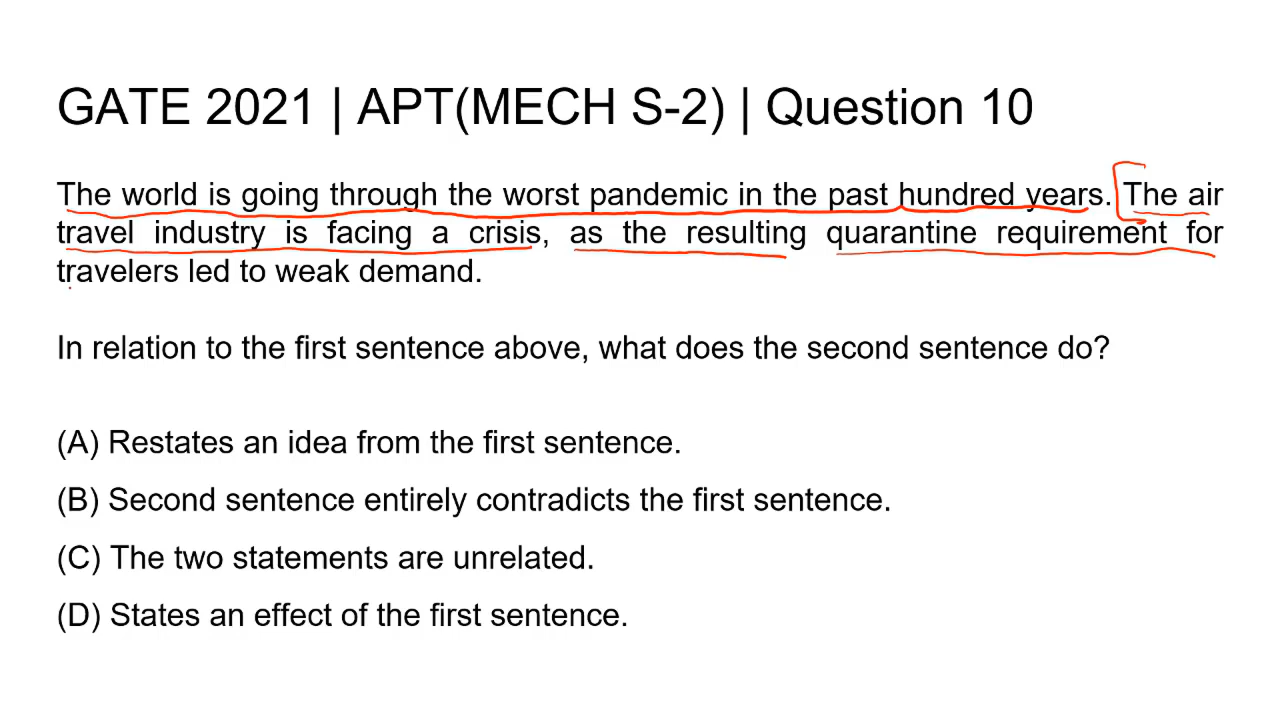 GATE 2021 | APT(MECH S-2) | Question 10
The world is going through the worst pandemic in the past hundred years. The air
travel industry is facing a crisis, as the resulting quarantine requirement for
travelers led to weak demand.
In relation to the first sentence above, what does the second sentence do?
(A) Restates an idea from the first sentence.
(B) Second sentence entirely contradicts the first sentence.
(C) The two statements are unrelated.
(D) States an effect of the first sentence.